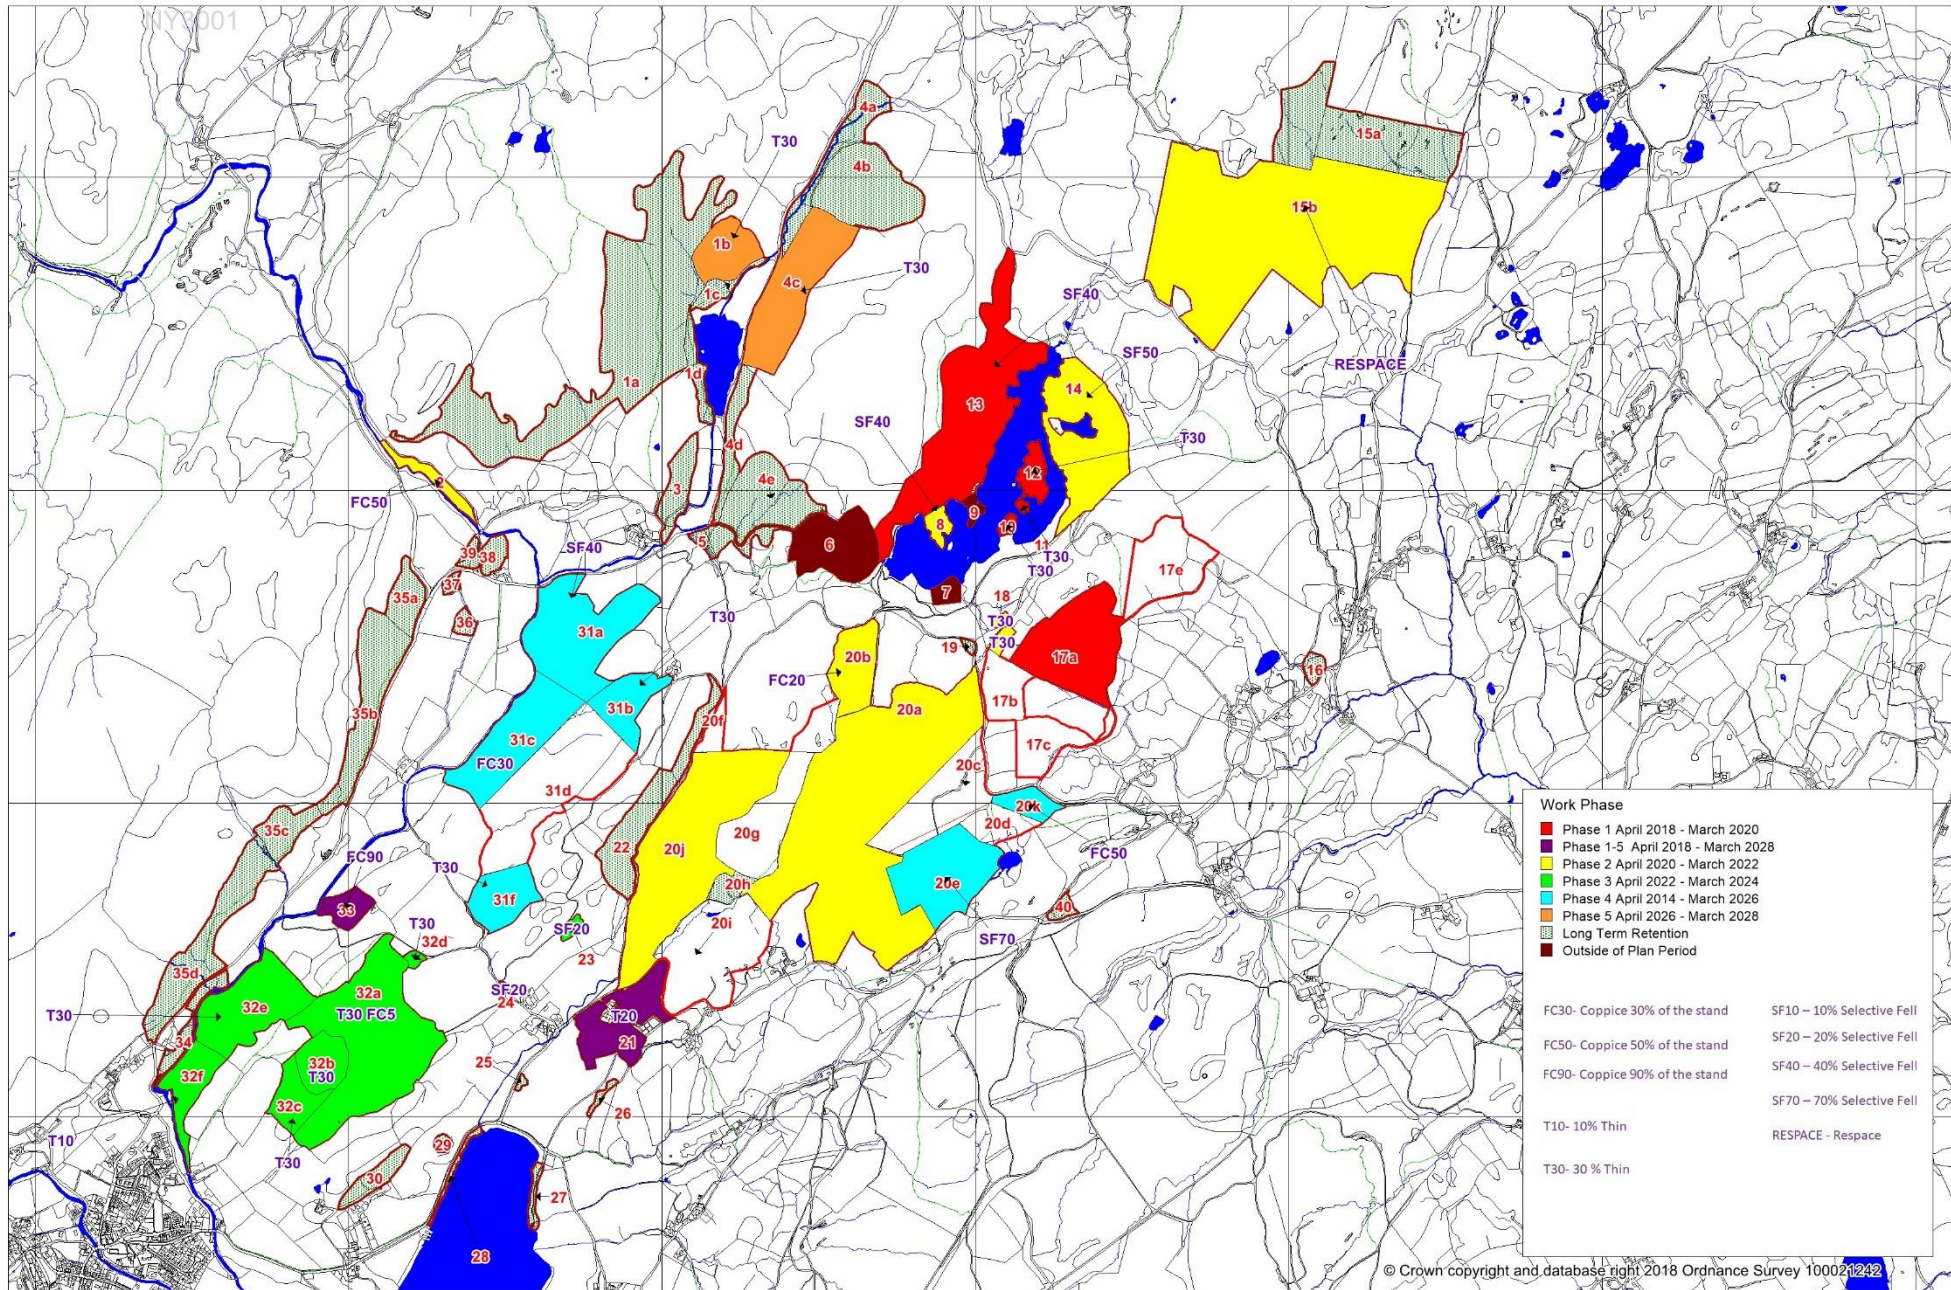 NY3001
4a
T30
15a
4b
15b
1b
T30
4c
1c
SF40
SF50
RESPACE
1a
1d
14
13
SF40
T30
4d
12
4e
2
3
FC50
8
9
10
5
6
11
T30
T30
39
38
SF40
17e
37
7
35a
18
36
T30
T30
T30
31a
19
17a
20b
16
FC20
35b
31b
17b
20f
20a
31c
17c
FC30
20c
31d
20k
35c
20g
20d
22
20j
FC90
FC50
T30
20h
20e
31f
33
40
T30
SF20
20i
32d
SF70
23
35d
SF20
32a
24
32e
T30 FC5
T30
T20
34
21
32b
25
T30
32f
32c
26
T10
29
T30
30
27
28
Work Phase
Phase 1 April 2018 - March 2020
Phase 1-5 April 2018 - March 2028
Phase 2 April 2020 - March 2022
Phase 3 April 2022 - March 2024
Phase 4 April 2014 - March 2026
Phase 5 April 2026 - March 2028
Long Term Retention
Outside of Plan Period
FC30- Coppice 30% of the stand
FC50- Coppice 50% of the stand
FC90- Coppice 90% of the stand
T10- 10% Thin
T30- 30 % Thin
SF10 – 10% Selective Fell
SF20 – 20% Selective Fell
SF40 – 40% Selective Fell
SF70 – 70% Selective Fell
RESPACE - Respace
© Crown copyright and database right 2018 Ordnance Survey 100021242